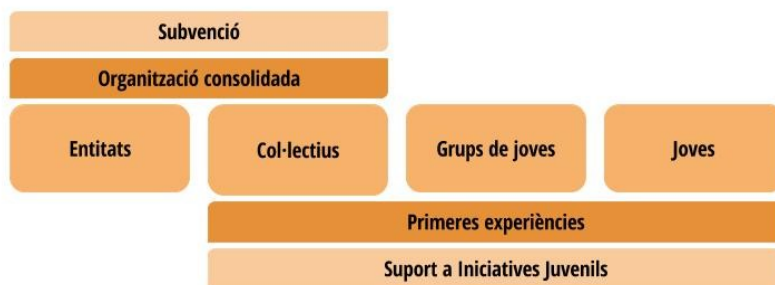 Subvenció
Organització consolidada
Entitats
Col·lectius
Grups de joves
Joves
Primeres experiències
Suport a Iniciatives Juvenils